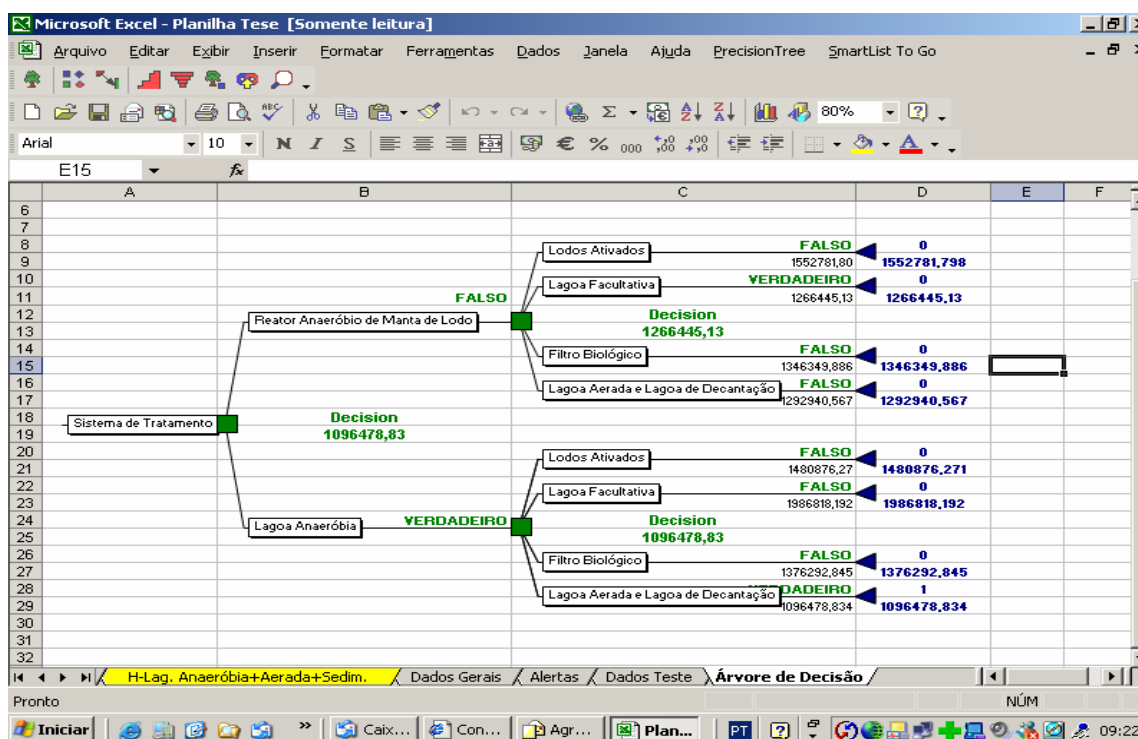 Microsoft Excel - Planilha Tese [Somente leitura]
Arquivo Editar Exibir Inserir Formatar Ferramentas Dados Janela Ajuda PrecisionTree SmartList To Go
80%
Arial 10 N I S € % 000
E15 fx
A B C D E F
6
7
8 Lodos Ativados FALSO 0
9 1552781,80 1552781,798
10 Lagoa Facultativa VERDADEIRO 0
11 FALSO 1266445,13 1266445,13
12 Reator Anaeróbio de Manta de Lodo Decision
13 1266445,13
14 Filtro Biológico FALSO 0
15 1346349,886 1346349,886
16 Lagoa Aerada e Lagoa de Decantação FALSO 0
17 1292940,567 1292940,567
18 Sistema de Tratamento Decision
19 1096478,83
20 Lodos Ativados FALSO 0
21 1480876,27 1480876,271
22 Lagoa Facultativa FALSO 0
23 1986818,192 1986818,192
24 Lagoa Anaeróbia VERDADEIRO Decision
25 1096478,83
26 Filtro Biológico FALSO 0
27 1376292,845 1376292,845
28 Lagoa Aerada e Lagoa de Decantação DADEIRO 1
29 1096478,834 1096478,834
30
31
32
H-Lag. Anaeróbia+Aerada+Sedim. Dados Gerais Alertas Dados Teste Árvore de Decisão
Pronto NÚM
Iniciar » Caix... Con... Agr... Plan... PT 09:22